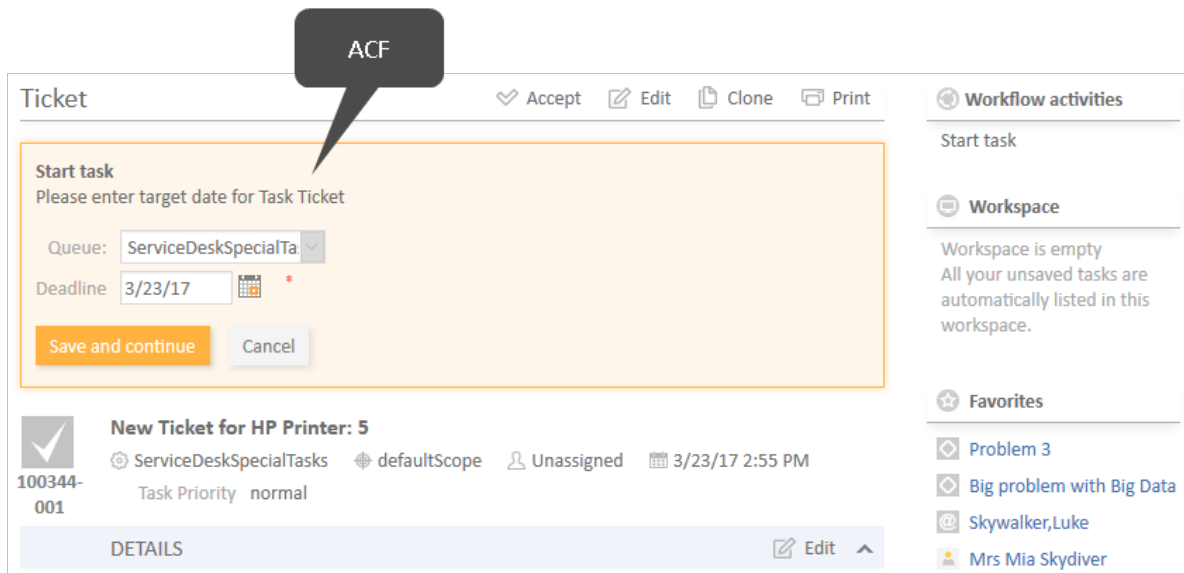 ACF
Ticket
Accept Edit Clone Print
Start task
Please enter target date for Task Ticket
Queue: ServiceDeskSpecialTa
Deadline 3/23/17 *
Save and continue Cancel
New Ticket for HP Printer: 5
ServiceDeskSpecialTasks defaultScope Unassigned 3/23/17 2:55 PM
100344-
001
Task Priority normal
DETAILS Edit
Workflow activities
Start task
Workspace
Workspace is empty
All your unsaved tasks are
automatically listed in this
workspace.
Favorites
Problem 3
Big problem with Big Data
Skywalker,Luke
Mrs Mia Skydiver